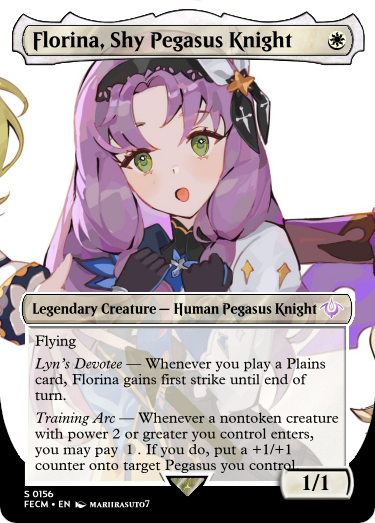 Florina, Shy Pegasus Knight
Legendary Creature — Human Pegasus Knight
Flying
Lyn's Devotee — Whenever you play a Plains
card, Florina gains first strike until end of
turn.
Training Arc — Whenever a nontoken creature
with power 2 or greater you control enters,
you may pay 1 . If you do, put a +1/+1
counter onto target Pegasus you control.
1/1
S 0156
FECM • EN MARIIRASUTO7